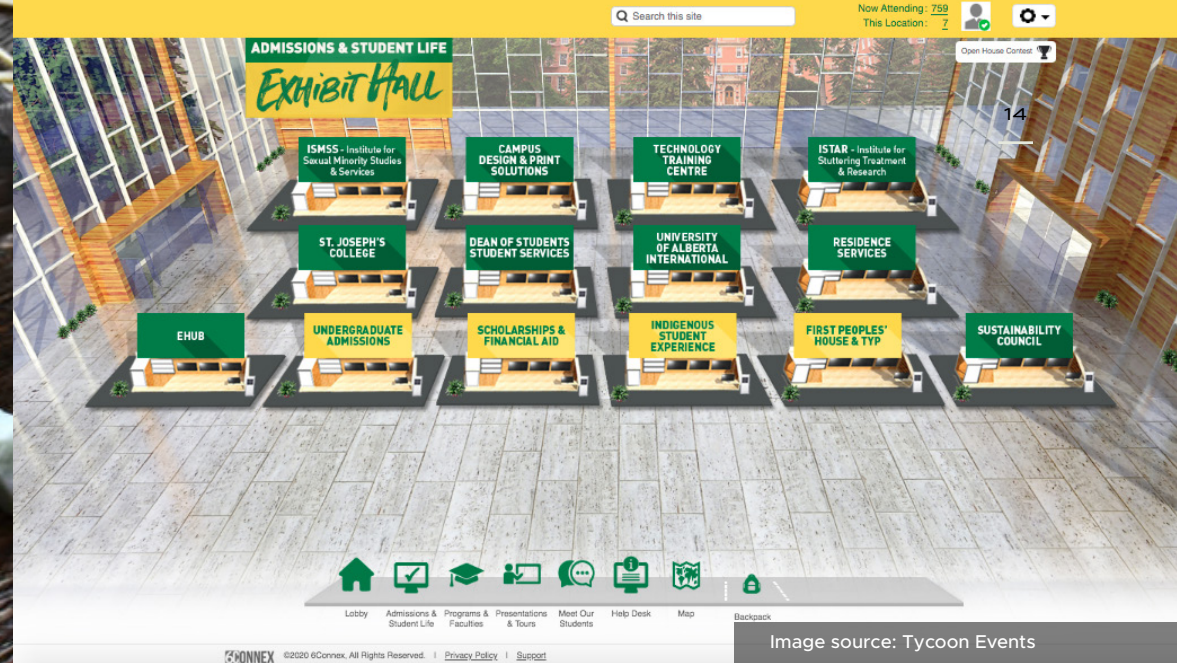 Search this site
Now Attending: 759
This Location: 7
ADMISSIONS & STUDENT LIFE
EXHIBIT HALL
Open House Contest
14
ISMSS - Institute for
Sexual Minority Studies
& Services
CAMPUS
DESIGN & PRINT
SOLUTIONS
TECHNOLOGY
TRAINING
CENTRE
ISTAR - Institute for
Stuttering Treatment
& Research
ST. JOSEPH'S
COLLEGE
DEAN OF STUDENTS
STUDENT SERVICES
UNIVERSITY
OF ALBERTA
INTERNATIONAL
RESIDENCE
SERVICES
EHUB
UNDERGRADUATE
ADMISSIONS
SCHOLARSHIPS &
FINANCIAL AID
INDIGENOUS
STUDENT
EXPERIENCE
FIRST PEOPLES'
HOUSE & TYP
SUSTAINABILITY
COUNCIL
Lobby
Admissions &
Student Life
Programs &
Faculties
Presentations
& Tours
Meet Our
Students
Help Desk
Map
Backpack
Image source: Tycoon Events
6CONNEX ©2020 6Connex, All Rights Reserved. | Privacy Policy | Support